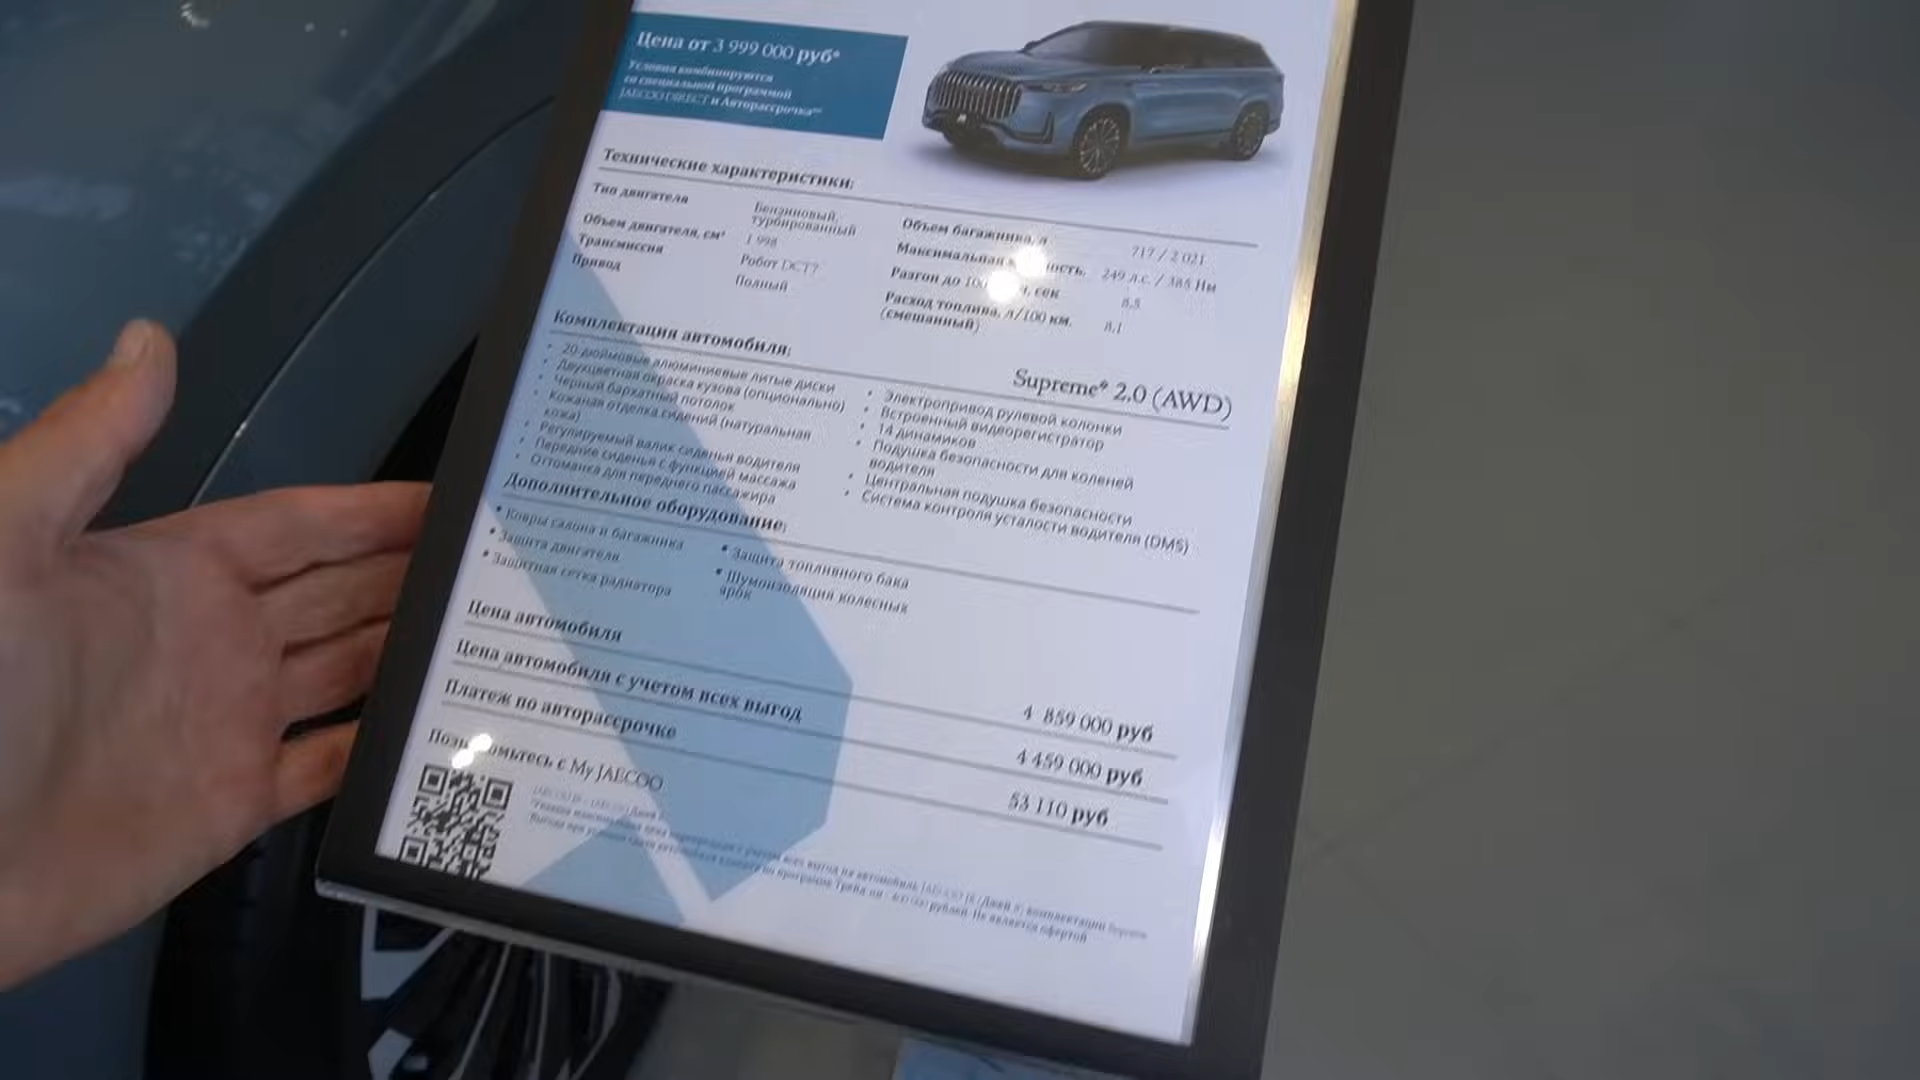 Цена от 3 999 000 руб*
Условия комбинируются
со специальной программой
JAECOO DIRECT и Авторассрочка**
Технические характеристики:
Тип двигателя
Бензиновый,
турбированный
Объем двигателя, см³
1 998
Трансмиссия
Робот DCT7
Привод
Полный
Объем багажника, л
717 / 2 021
Максимальная
249 л.с. / 385 Нм
Разгон до 100 сек
8.5
Расход топлива, л/100 км.
(смешанный)
8.1
Комплектация автомобиля:
Supreme* 2.0 (AWD)
• 20-дюймовые алюминиевые литые диски
• Двухцветная окраска кузова (опционально)
• Черный бархатный потолок
• Кожаная отделка сидений (натуральная
кожа)
• Регулируемый валик сиденья водителя
• Передние сиденья с функцией массажа
• Оттоманка для переднего пассажира
• Электропривод рулевой колонки
• Встроенный видеорегистратор
• 14 динамиков
• Подушка безопасности для коленей
водителя
• Центральная подушка безопасности
• Система контроля усталости водителя (DMS)
Дополнительное оборудование:
• Ковры салона и багажника
• Защита двигателя
• Защитная сетка радиатора
• Защита топливного бака
• Шумоизоляция колесных
арок
Цена автомобиля
4 859 000 руб
Цена автомобиля с учетом всех выгод
4 459 000 руб
Платеж по авторассрочке
53 110 руб
с My JAECOO